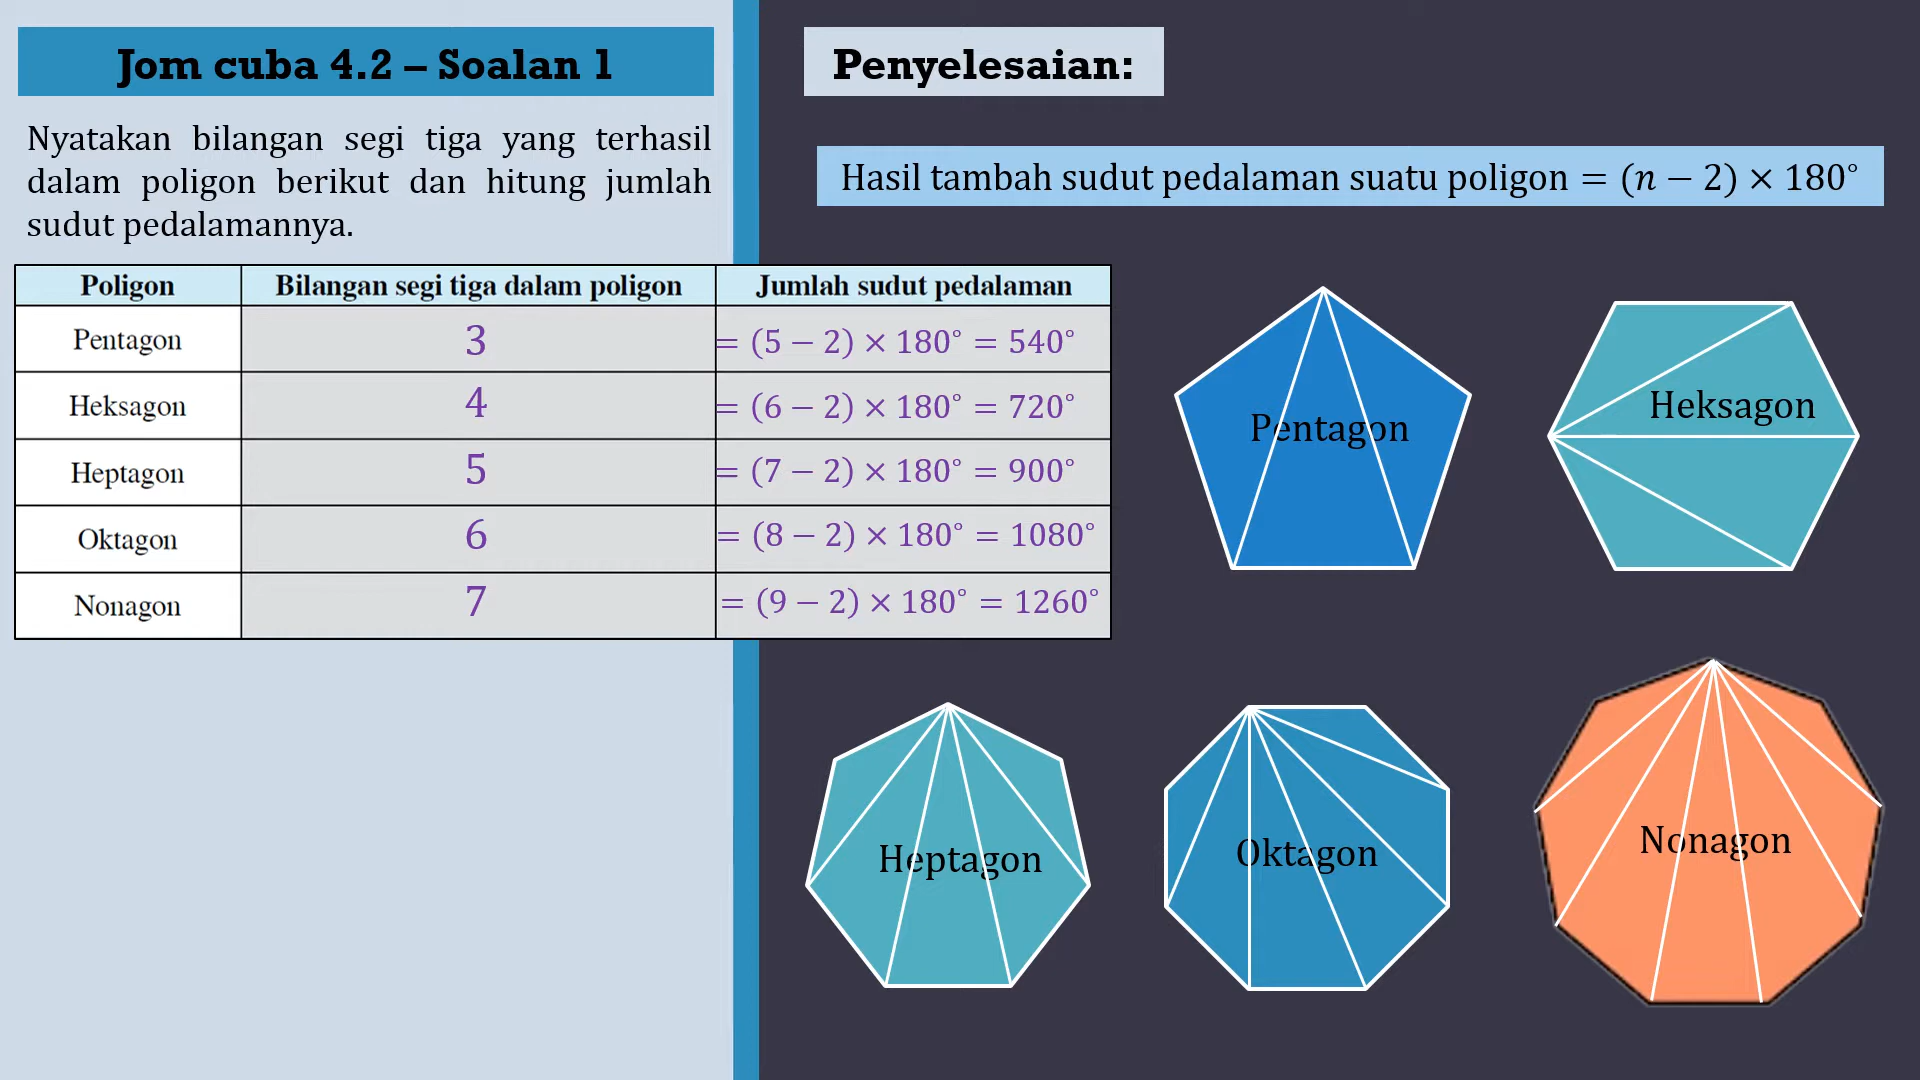 Jom cuba 4.2 – Soalan 1
Nyatakan bilangan segi tiga yang terhasil
dalam poligon berikut dan hitung jumlah
sudut pedalamannya.
Penyelesaian:
Hasil tambah sudut pedalaman suatu poligon = (n − 2) × 180°
Poligon Bilangan segi tiga dalam poligon Jumlah sudut pedalaman
Pentagon 3 = (5 − 2) × 180° = 540°
Heksagon 4 = (6 − 2) × 180° = 720°
Heptagon 5 = (7 − 2) × 180° = 900°
Oktagon 6 = (8 − 2) × 180° = 1080°
Nonagon 7 = (9 − 2) × 180° = 1260°
Pentagon
Heksagon
Heptagon
Oktagon
Nonagon